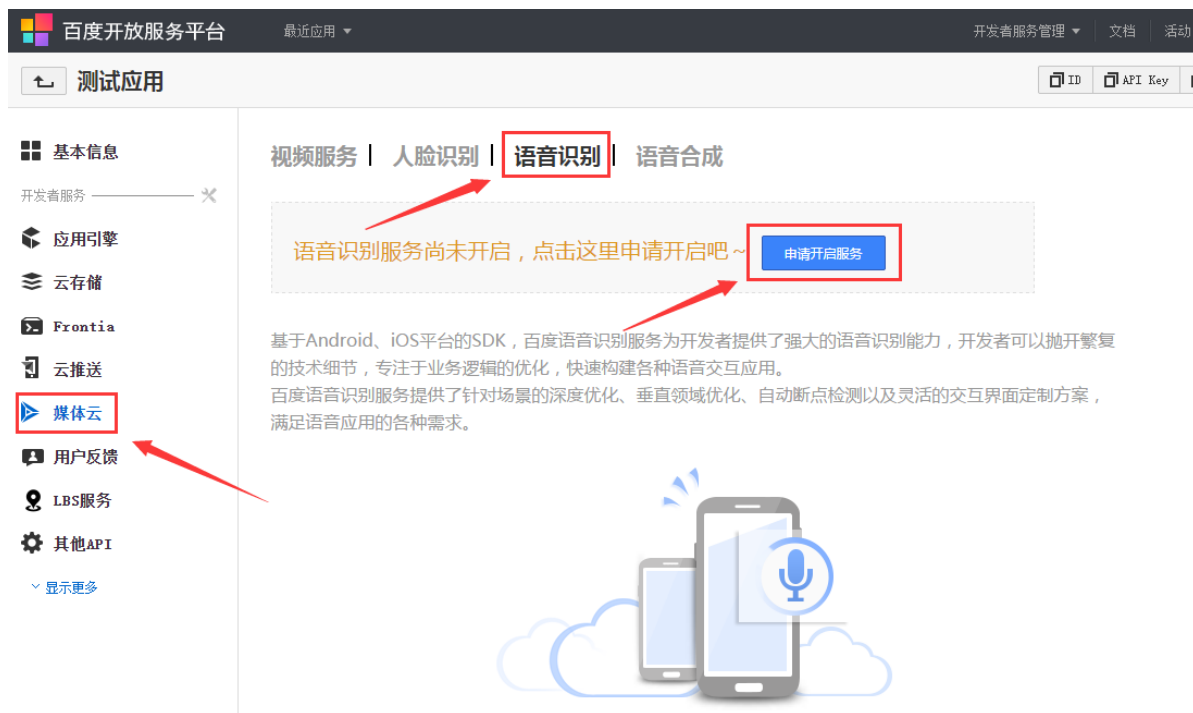 百度开放服务平台 最近应用 开发者服务管理 文档 活动
测试应用 ID API Key
基本信息
开发者服务
应用引擎
云存储
Frontia
云推送
媒体云
用户反馈
LBS服务
其他API
显示更多
视频服务 人脸识别 语音识别 语音合成
语音识别服务尚未开启，点击这里申请开启吧~ 申请开启服务
基于Android、iOS平台的SDK，百度语音识别服务为开发者提供了强大的语音识别能力，开发者可以抛开繁复
的技术细节，专注于业务逻辑的优化，快速构建各种语音交互应用。
百度语音识别服务提供了针对场景的深度优化、垂直领域优化、自动断点检测以及灵活的交互界面定制方案，
满足语音应用的各种需求。